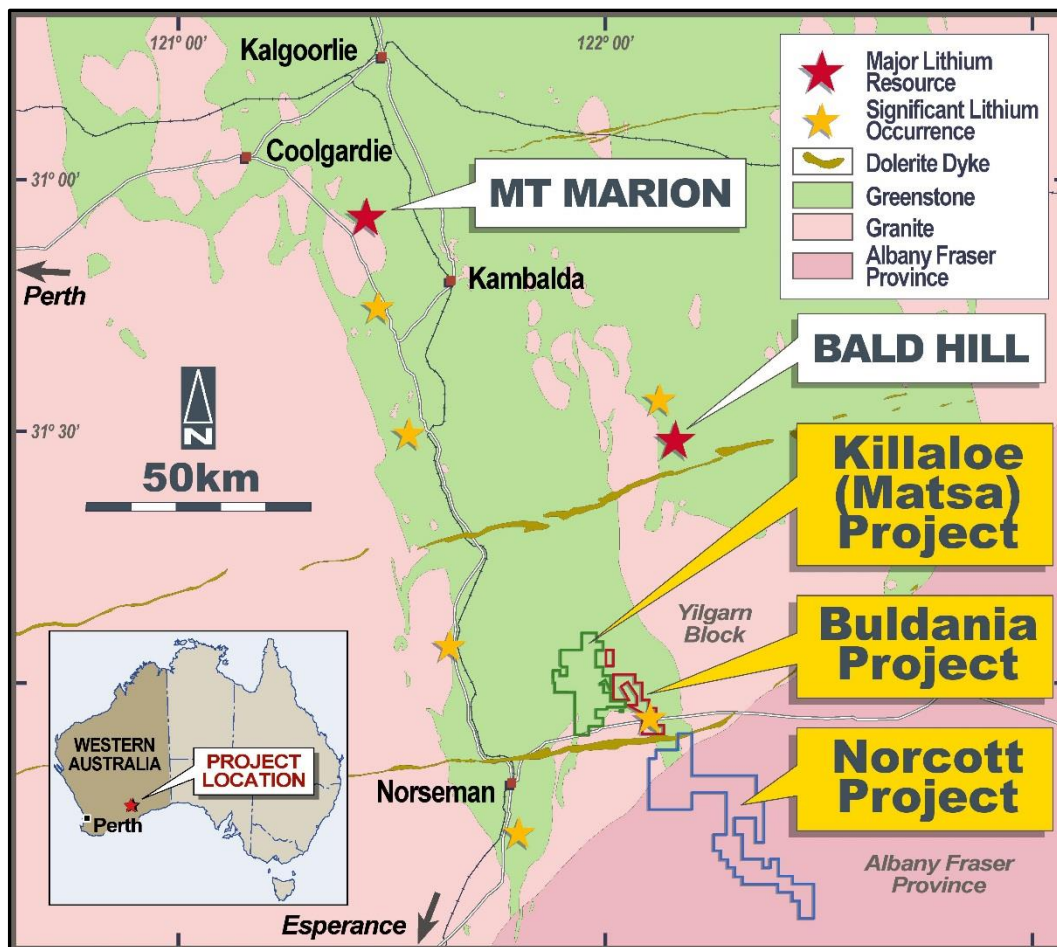 121° 00'
122° 00'
Kalgoorlie
Coolgardie
31° 00'
MT MARION
Perth
Kambalda
Major Lithium
Resource
Significant Lithium
Occurrence
Dolerite Dyke
Greenstone
Granite
Albany Fraser
Province
BALD HILL
31° 30'
N
50km
Killaloe
(Matsa)
Project
Yilgarn
Block
Buldania
Project
WESTERN
AUSTRALIA
PROJECT
LOCATION
Perth
Norseman
Norcott
Project
Albany Fraser
Province
Esperance